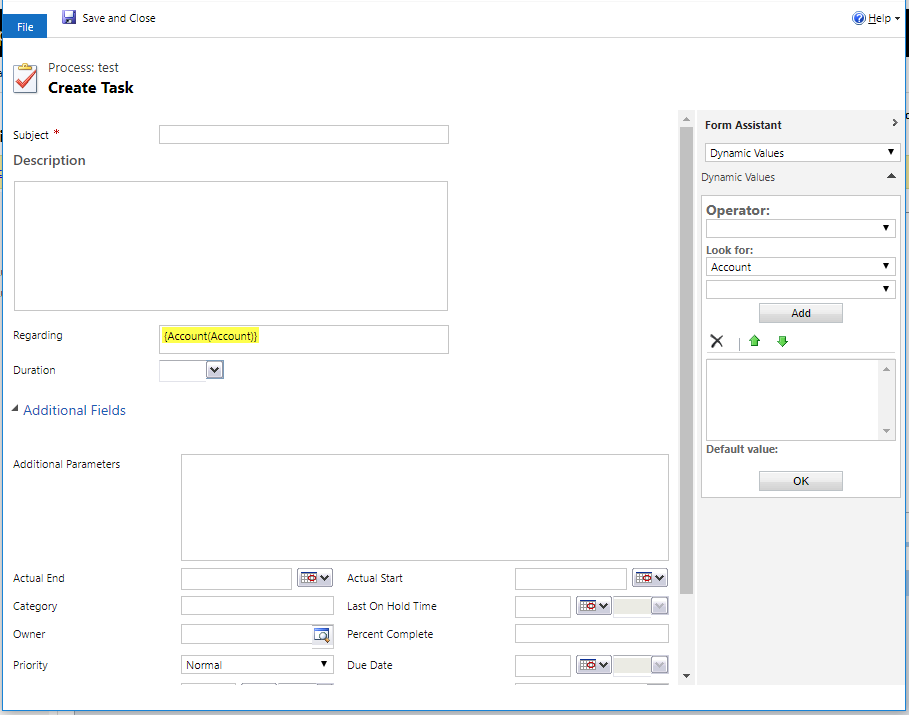 File
Save and Close
Help
Process: test
Create Task
Subject *
Description
Regarding
{Account(Account)}
Duration
Additional Fields
Additional Parameters
Actual End
Actual Start
Category
Last On Hold Time
Owner
Percent Complete
Priority
Normal
Due Date
Form Assistant
Dynamic Values
Dynamic Values
Operator:
Look for:
Account
Add
Default value:
OK